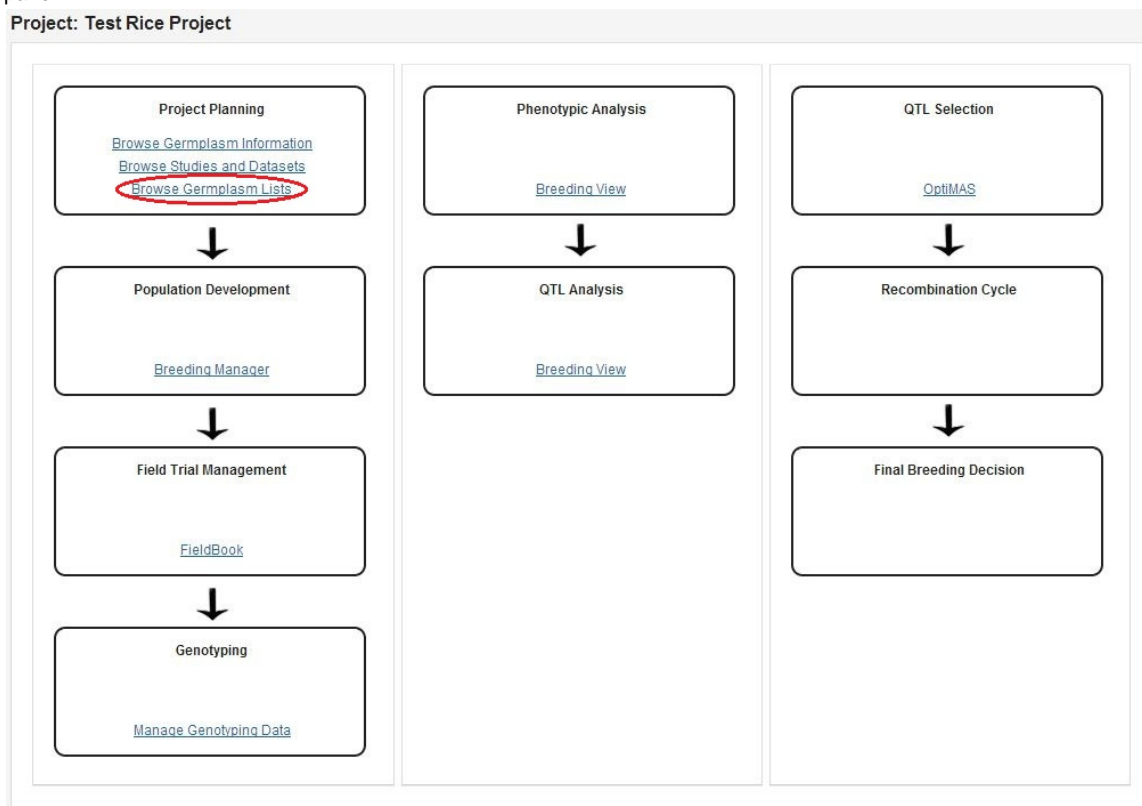 Project: Test Rice Project
Project Planning
Browse Germplasm Information
Browse Studies and Datasets
Browse Germplasm Lists
Population Development
Breeding Manager
Field Trial Management
FieldBook
Genotyping
Manage Genotyping Data
Phenotypic Analysis
Breeding View
QTL Analysis
Breeding View
QTL Selection
OptiMAS
Recombination Cycle
Final Breeding Decision